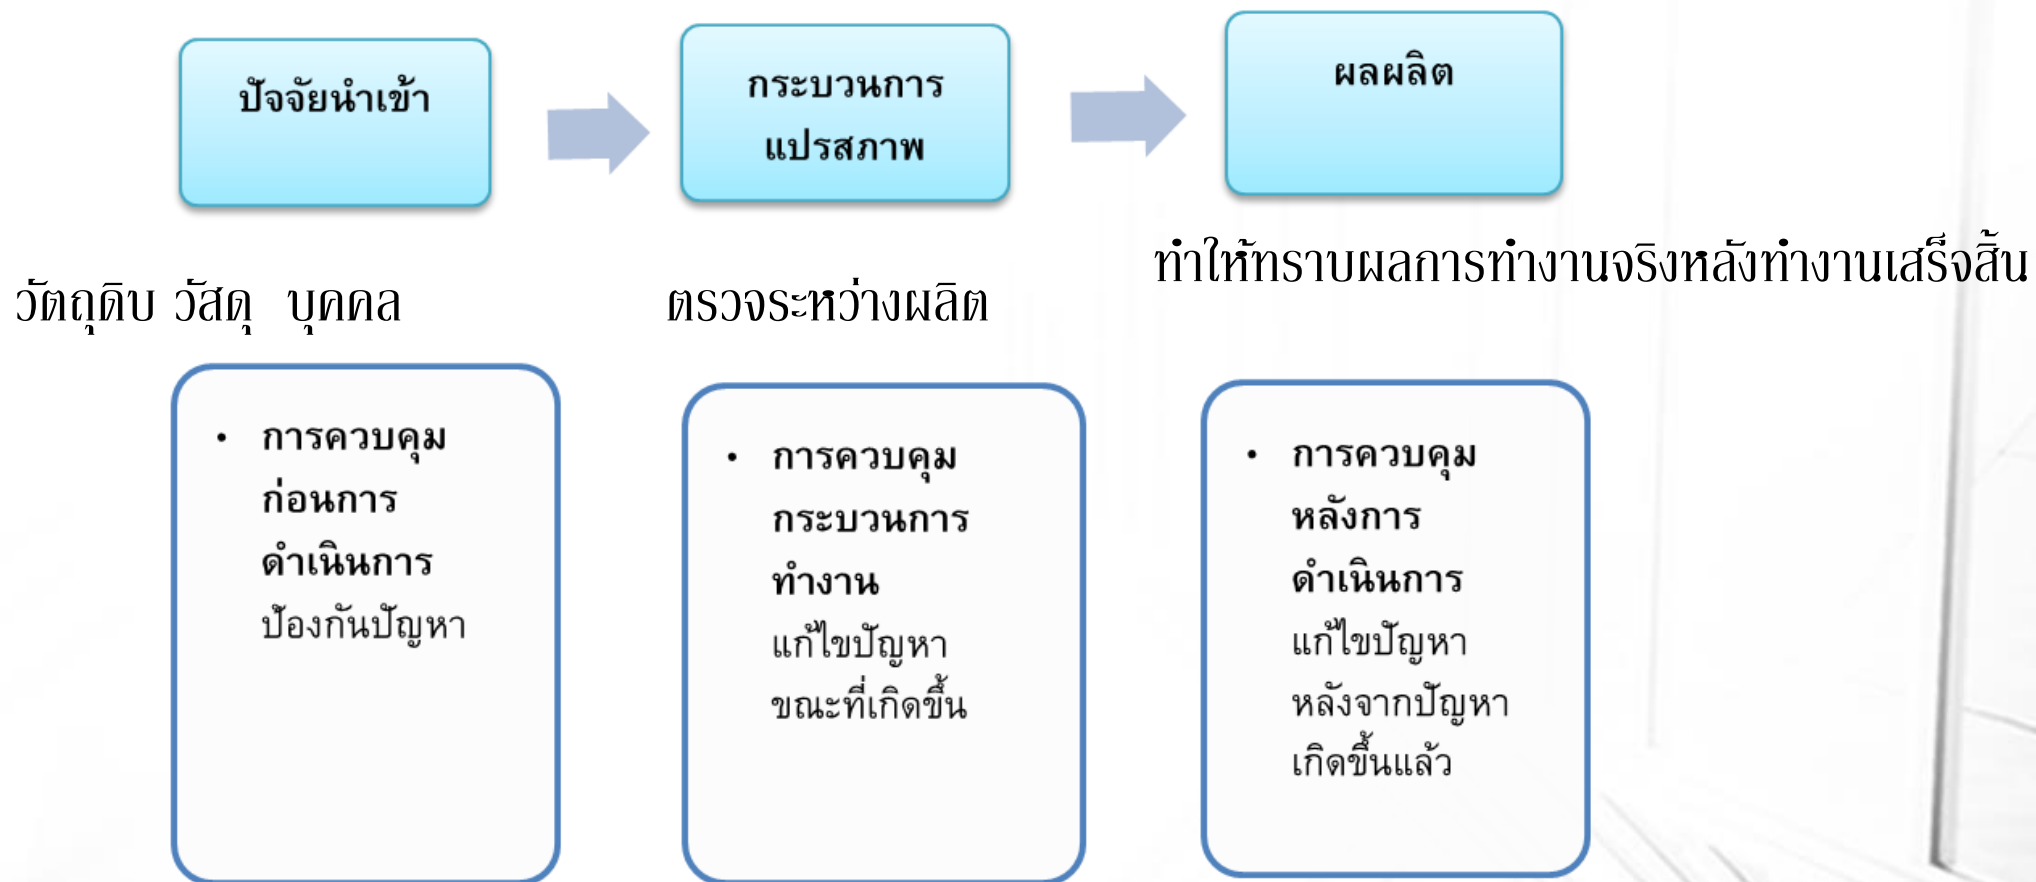 ปัจจัยนำเข้า
กระบวนการ
แปรสภาพ
ผลผลิต
วัตถุดิบ วัสดุ บุคคล
ตรวจระหว่างผลิต
ทำให้ทราบผลการทำงานจริงหลังทำงานเสร็จสิ้น
• การควบคุม
ก่อนการ
ดำเนินการ
ป้องกันปัญหา
• การควบคุม
กระบวนการ
ทำงาน
แก้ไขปัญหา
ขณะที่เกิดขึ้น
• การควบคุม
หลังการ
ดำเนินการ
แก้ไขปัญหา
หลังจากปัญหา
เกิดขึ้นแล้ว